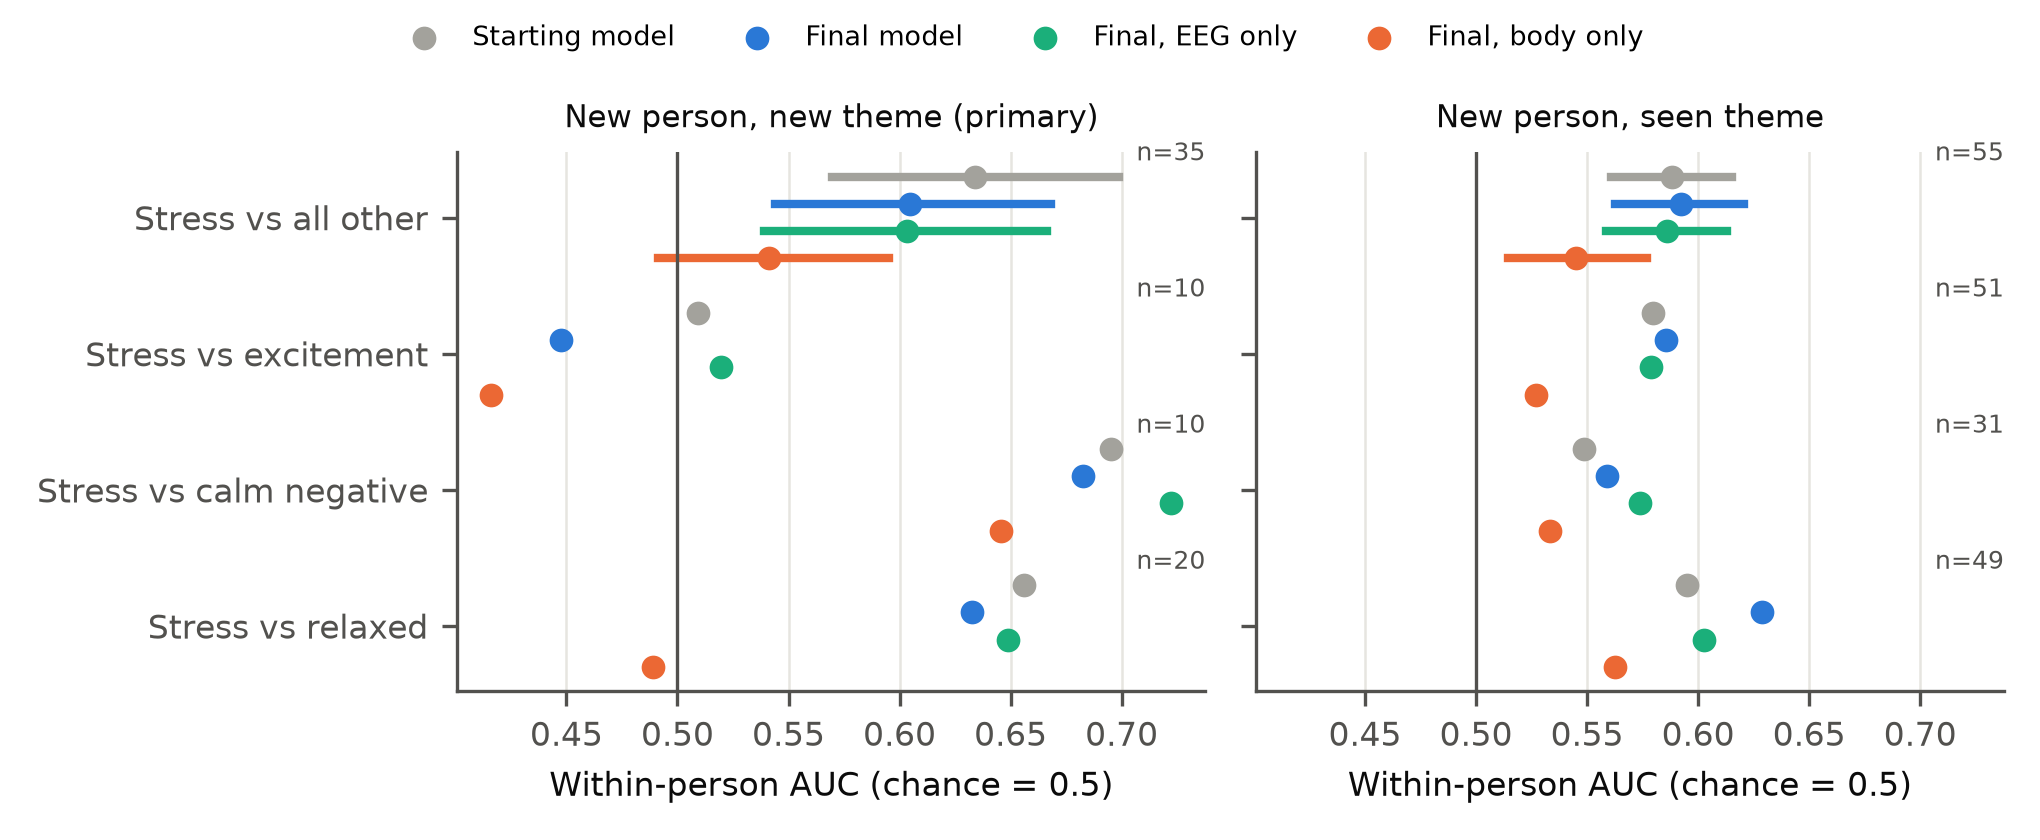 Starting model
Final model
Final, EEG only
Final, body only
New person, new theme (primary)
New person, seen theme
Stress vs all other
Stress vs excitement
Stress vs calm negative
Stress vs relaxed
n=35
n=10
n=10
n=20
n=55
n=51
n=31
n=49
0.45 0.50 0.55 0.60 0.65 0.70
0.45 0.50 0.55 0.60 0.65 0.70
Within-person AUC (chance = 0.5)
Within-person AUC (chance = 0.5)